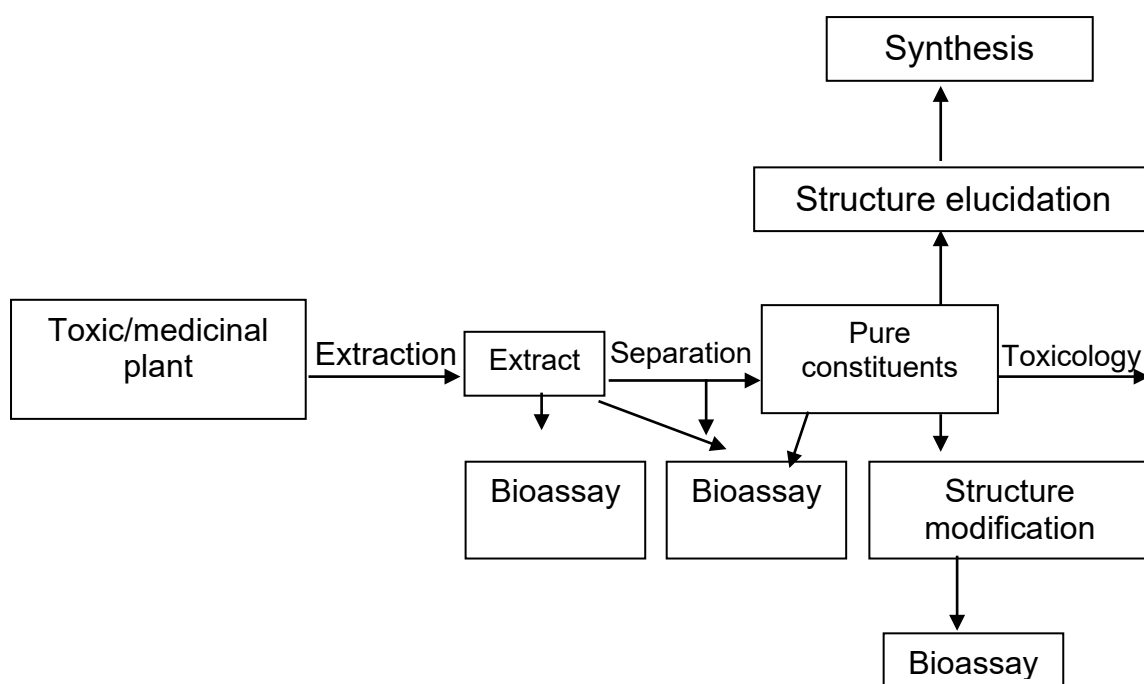 Synthesis
Structure elucidation
Toxic/medicinal
plant
Extraction
Extract
Separation
Pure
constituents
Toxicology
Bioassay
Bioassay
Structure
modification
Bioassay